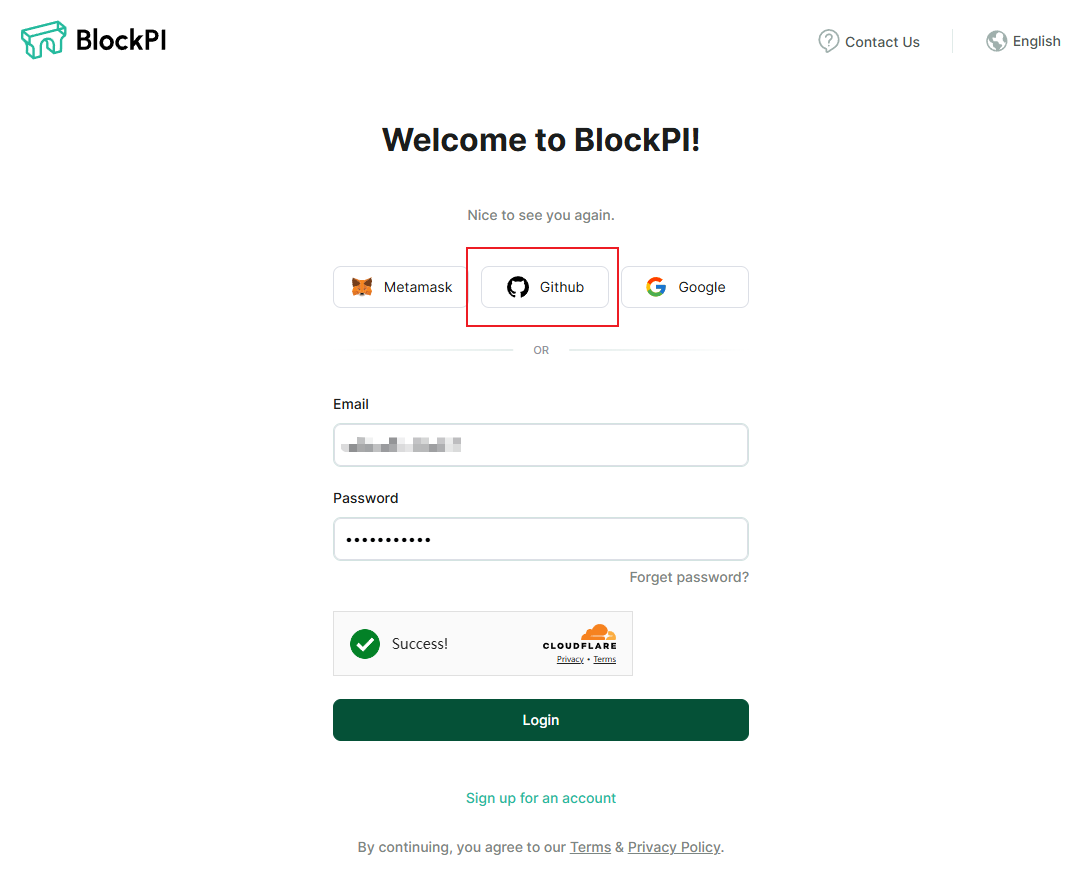 BlockPI
Contact Us
English
Welcome to BlockPI!
Nice to see you again.
Metamask
Github
Google
OR
Email
Password
•••••••••••
Forget password?
Success!
CLOUDFLARE
Privacy • Terms
Login
Sign up for an account
By continuing, you agree to our Terms & Privacy Policy.